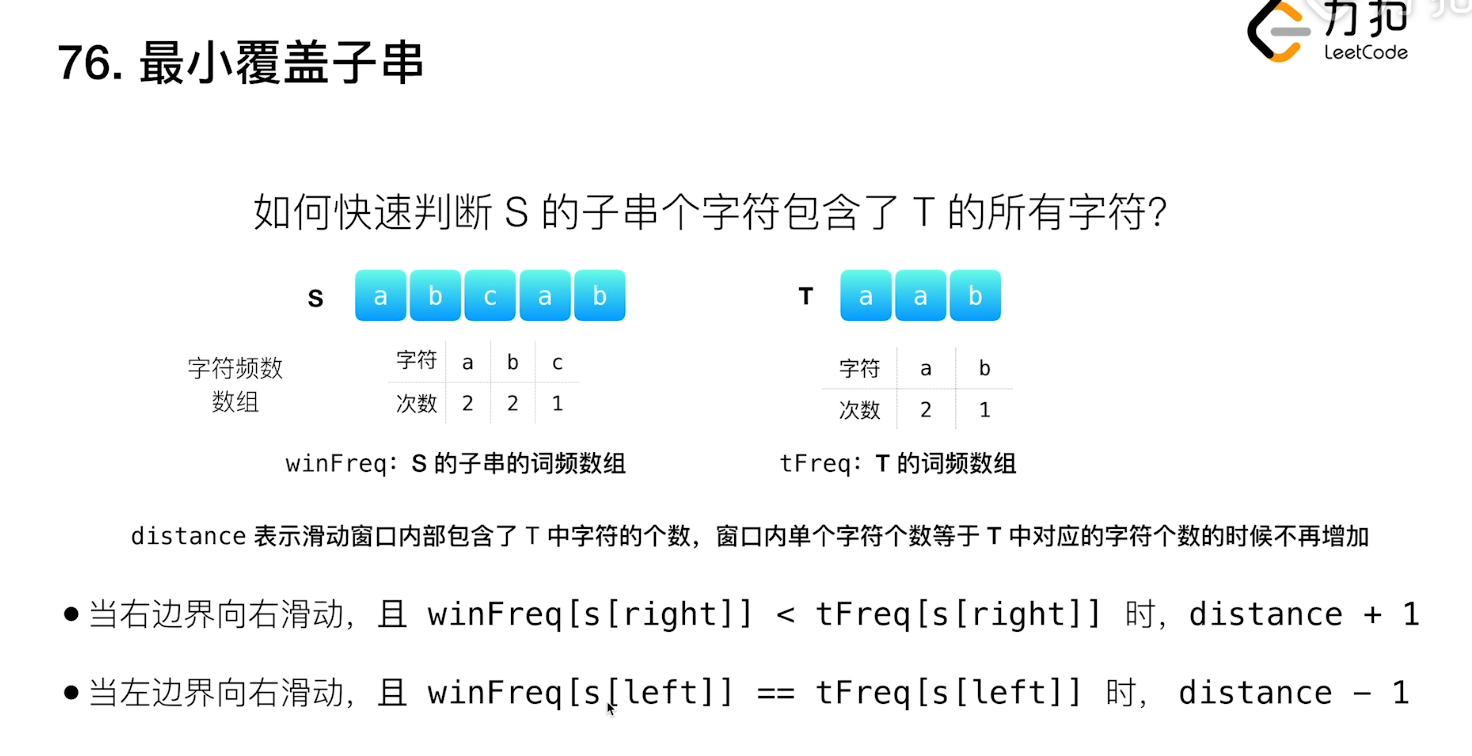 力扣
LeetCode
76. 最小覆盖子串
如何快速判断 S 的子串个字符包含了 T 的所有字符?
S a b c a b T a a b
字符频数
数组
字符 a b c
次数 2 2 1
字符 a b
次数 2 1
winFreq: S 的子串的词频数组 tFreq: T 的词频数组
distance 表示滑动窗口内部包含了 T 中字符的个数，窗口内单个字符个数等于 T 中对应的字符个数的时候不再增加
● 当右边界向右滑动，且 winFreq[s[right]] < tFreq[s[right]] 时，distance + 1
● 当左边界向右滑动，且 winFreq[s[left]] == tFreq[s[left]] 时， distance – 1